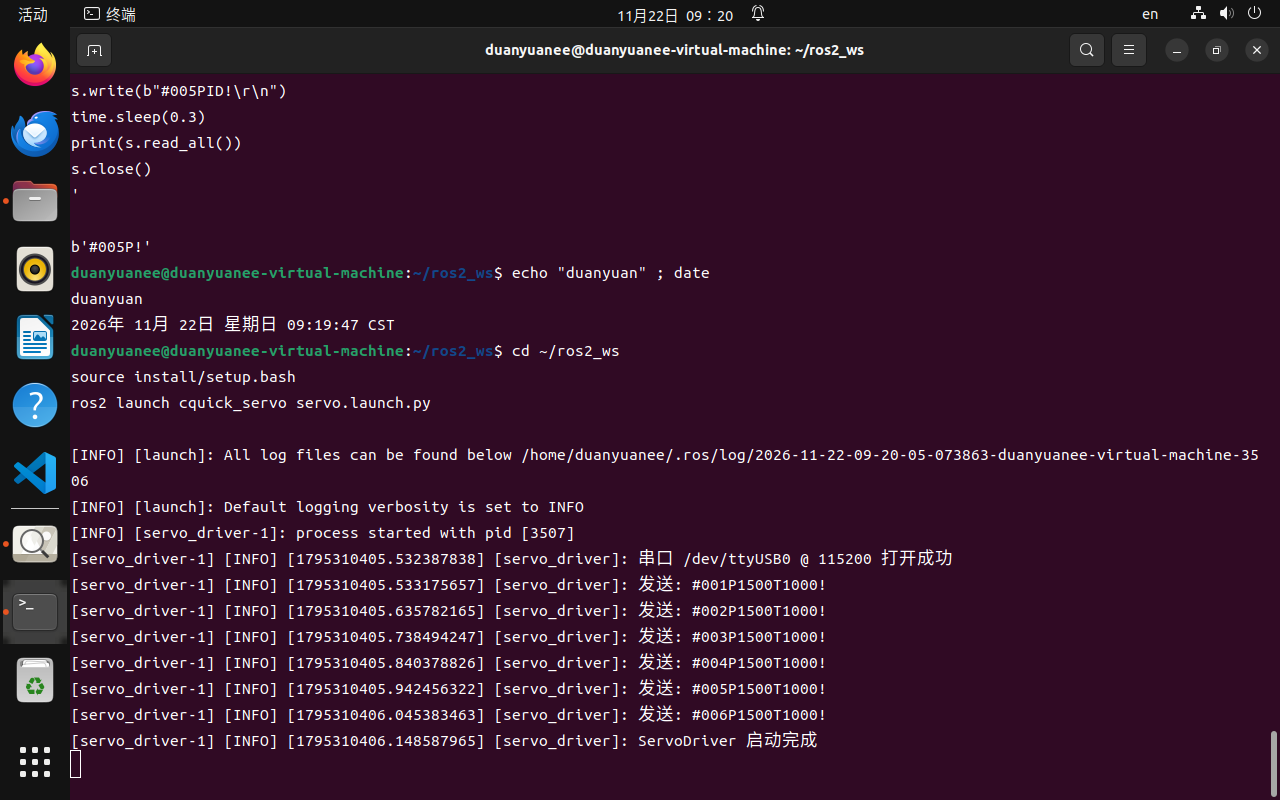 活动
终端
11月22日 09：20
en
duanyuanee@duanyuanee-virtual-machine: ~/ros2_ws
s.write(b"#005PID!\r\n")
time.sleep(0.3)
print(s.read_all())
s.close()
'
b'#005P!'
duanyuanee@duanyuanee-virtual-machine:~/ros2_ws$ echo "duanyuan" ; date
duanyuan
2026年 11月 22日 星期日 09:19:47 CST
duanyuanee@duanyuanee-virtual-machine:~/ros2_ws$ cd ~/ros2_ws
source install/setup.bash
ros2 launch cquick_servo servo.launch.py
[INFO] [launch]: All log files can be found below /home/duanyuanee/.ros/log/2026-11-22-09-20-05-073863-duanyuanee-virtual-machine-35
06
[INFO] [launch]: Default logging verbosity is set to INFO
[INFO] [servo_driver-1]: process started with pid [3507]
[servo_driver-1] [INFO] [1795310405.532387838] [servo_driver]: 串口 /dev/ttyUSB0 @ 115200 打开成功
[servo_driver-1] [INFO] [1795310405.533175657] [servo_driver]: 发送: #001P1500T1000!
[servo_driver-1] [INFO] [1795310405.635782165] [servo_driver]: 发送: #002P1500T1000!
[servo_driver-1] [INFO] [1795310405.738494247] [servo_driver]: 发送: #003P1500T1000!
[servo_driver-1] [INFO] [1795310405.840378826] [servo_driver]: 发送: #004P1500T1000!
[servo_driver-1] [INFO] [1795310405.942456322] [servo_driver]: 发送: #005P1500T1000!
[servo_driver-1] [INFO] [1795310406.045383463] [servo_driver]: 发送: #006P1500T1000!
[servo_driver-1] [INFO] [1795310406.148587965] [servo_driver]: ServoDriver 启动完成